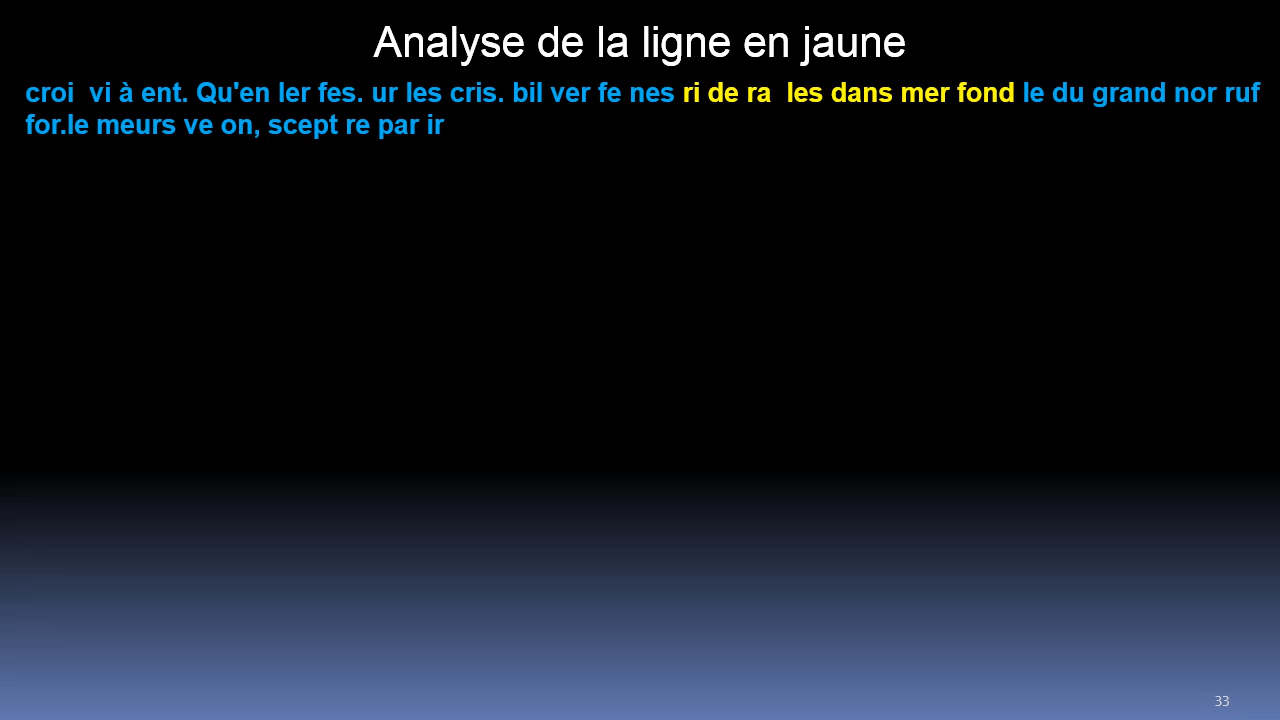 Analyse de la ligne en jaune
croi  vi à ent. Qu'en ler fes. ur les cris. bil ver fe nes ri de ra  les dans mer fond le du grand nor ruf
for.le meurs ve on, scept re par ir
33